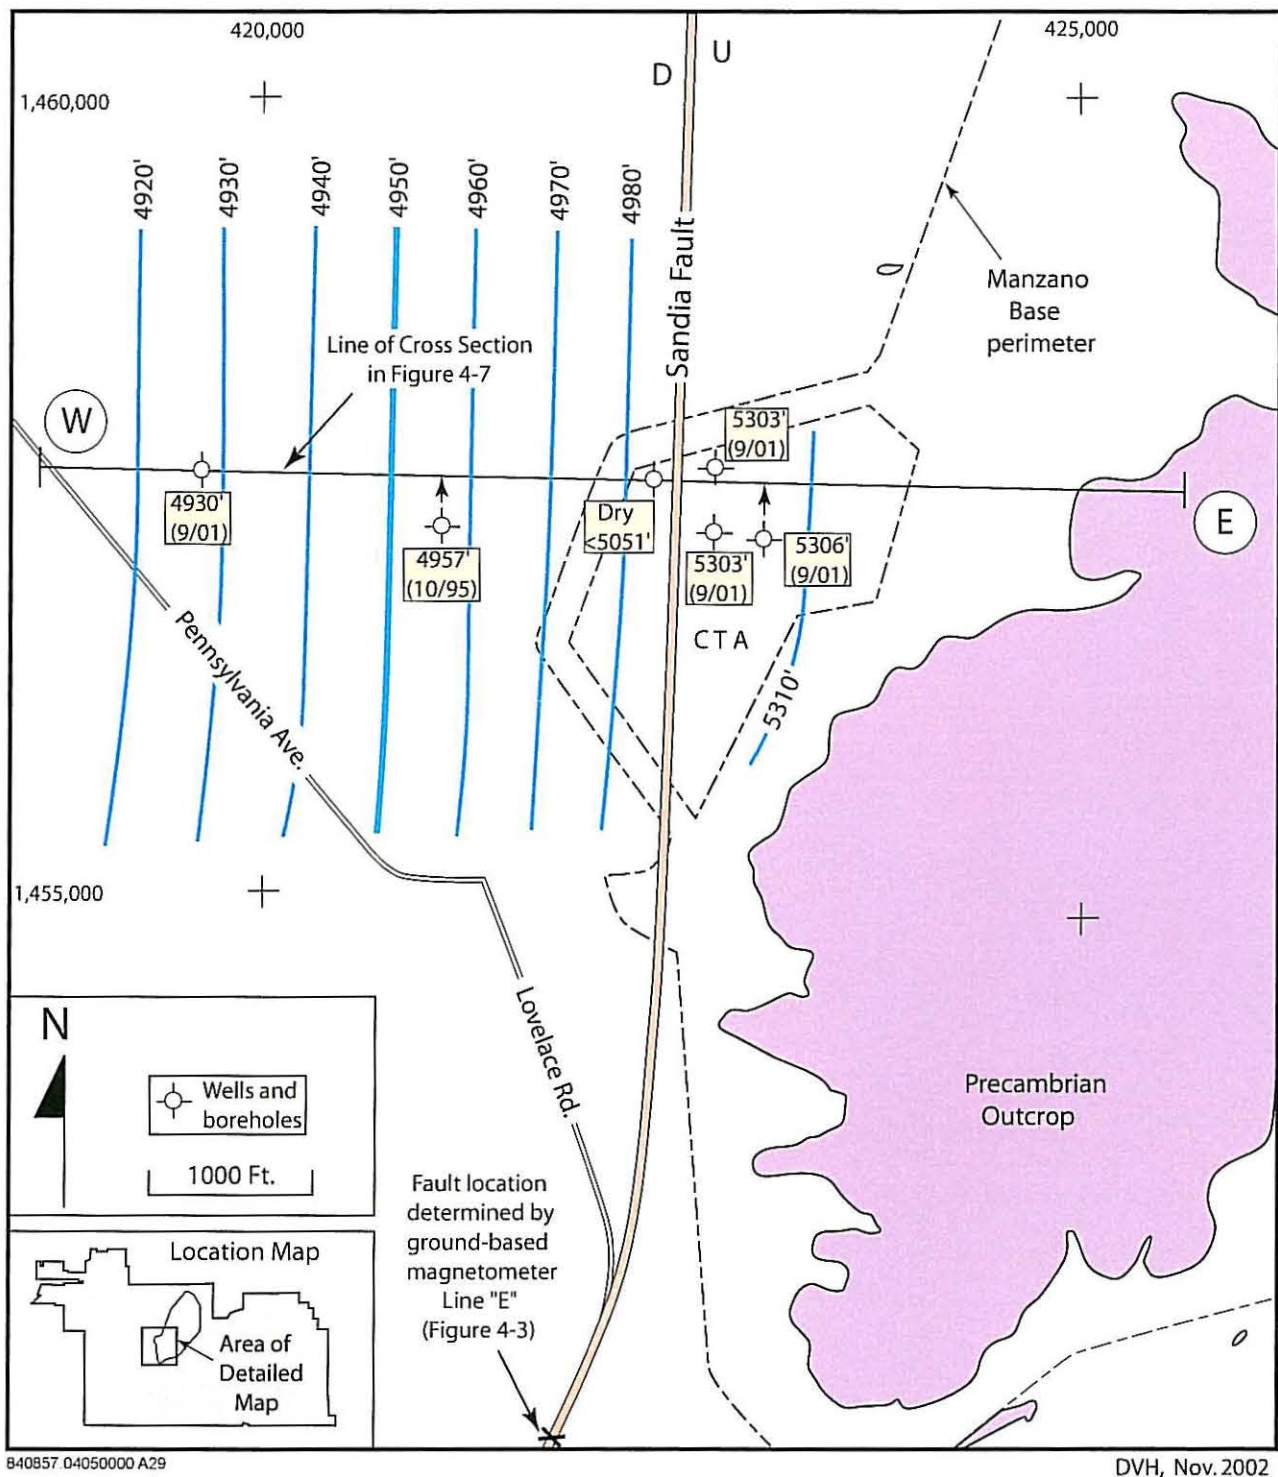 420,000
425,000
D
U
1,460,000
4920'
4930'
4940'
4950'
4960'
4970'
4980'
Sandia Fault
Manzano
Base
perimeter
Line of Cross Section
in Figure 4-7
W
5303'
(9/01)
4930'
(9/01)
Dry
<5051'
E
4957'
(10/95)
5303'
(9/01)
5306'
(9/01)
CTA
5310'
Pennsylvania Ave.
1,455,000
Lovelace Rd.
N
Wells and
boreholes
1000 Ft.
Precambrian
Outcrop
Fault location
determined by
ground-based
magnetometer
Line "E"
(Figure 4-3)
Location Map
Area of
Detailed
Map
840857.04050000 A29
DVH, Nov. 2002